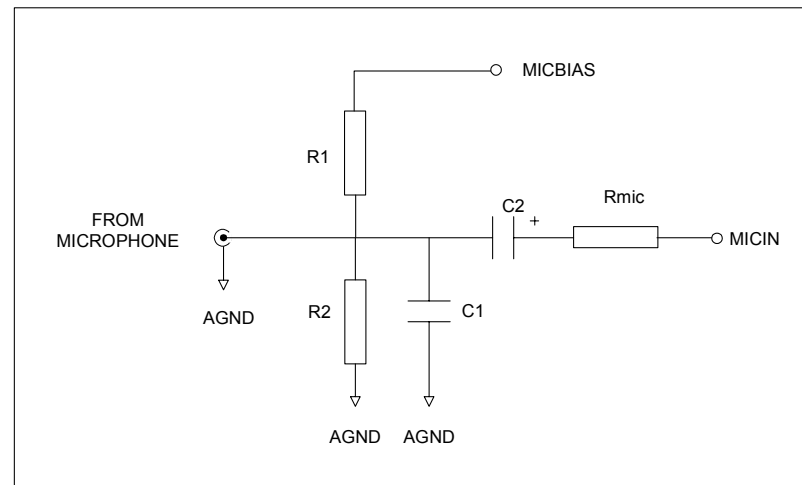 MICBIAS
R1
C2
+
Rmic
FROM
MICROPHONE
MICIN
AGND
R2
C1
AGND
AGND